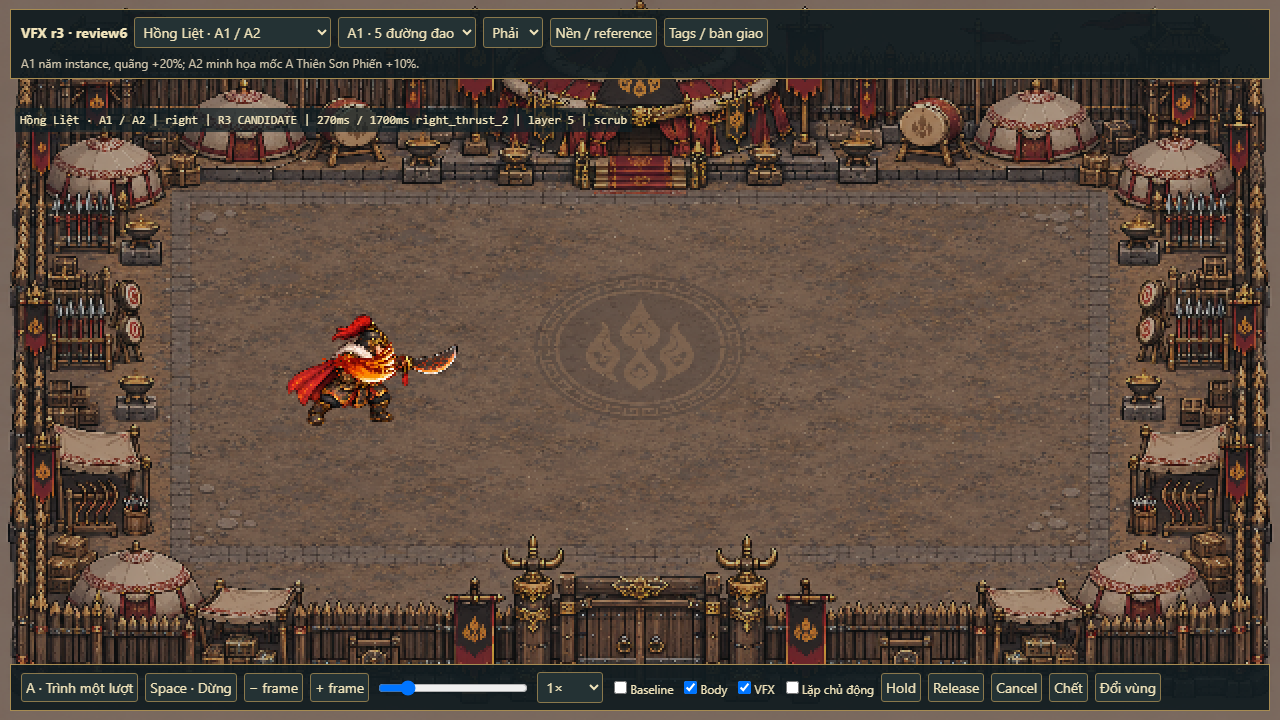 VFX r3 · review6 Hồng Liệt · A1 / A2 A1 · 5 đường đao Phải Nền / reference Tags / bàn giao
A1 năm instance, quãng +20%; A2 minh họa mốc A Thiên Sơn Phiến +10%.
Hồng Liệt · A1 / A2 | right | R3 CANDIDATE | 270ms / 1700ms right_thrust_2 | layer 5 | scrub
A · Trình một lượt Space · Dừng − frame + frame 1× Baseline Body VFX Lặp chủ động Hold Release Cancel Chết Đổi vùng